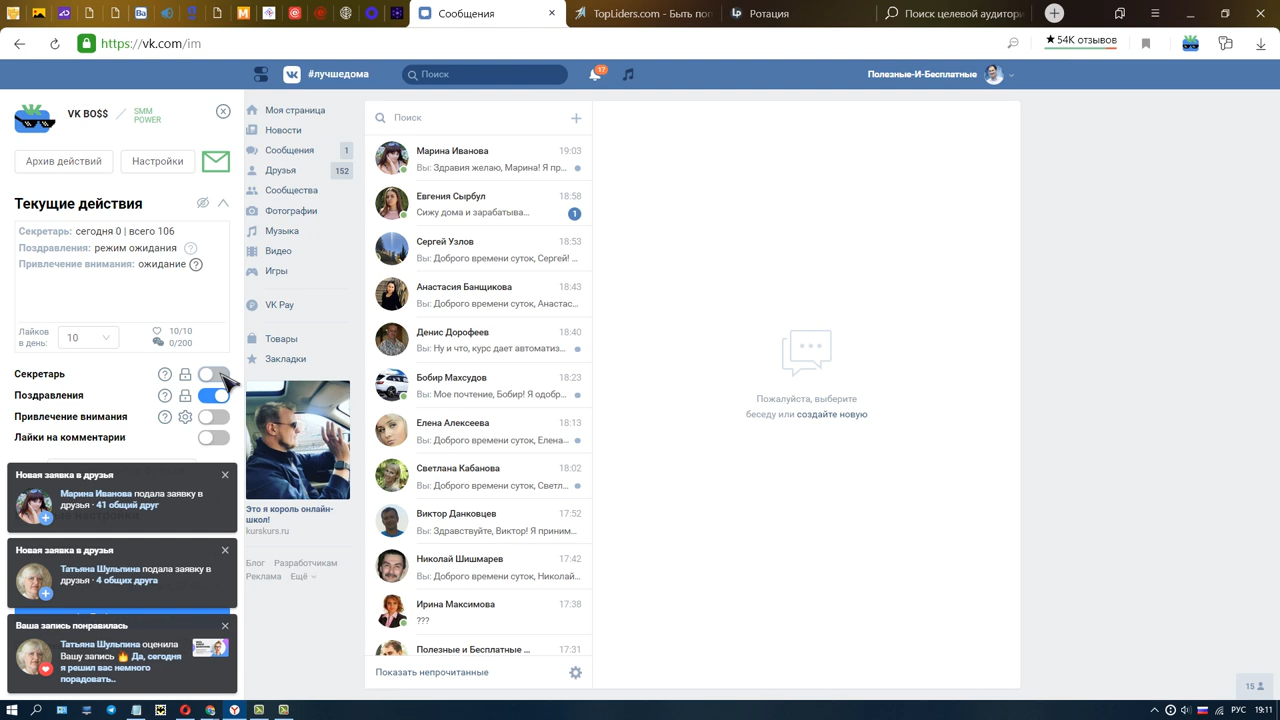 Сообщения
TopLiders.com - Быть поп
Ротация
Поиск целевой аудитори
https://vk.com/im
★54К отзывов
#лучшедома
Поиск
17
Полезные-И-Бесплатные
VK BO$$
SMM
POWER
Архив действий
Настройки
Текущие действия
Секретарь: сегодня 0 | всего 106
Поздравления: режим ожидания
Привлечение внимания: ожидание
Лайков
в день:
10
10/10
0/200
Секретарь
Поздравления
Привлечение внимания
Лайки на комментарии
Новая заявка в друзья
Марина Иванова подала заявку в
друзья · 41 общий друг
Новая заявка в друзья
Татьяна Шульпина подала заявку в
друзья · 4 общих друга
Ваша запись понравилась
Татьяна Шульпина оценила
Вашу запись 🔥 Да, сегодня
я решил вас немного
порадовать..
Моя страница
Новости
Сообщения 1
Друзья 152
Сообщества
Фотографии
Музыка
Видео
Игры
VK Pay
Товары
Закладки
Это я король онлайн-
школ!
kurskurs.ru
Блог Разработчикам
Реклама Ещё
Поиск
Марина Иванова 19:03
Вы: Здравия желаю, Марина! Я пр...
Евгения Сырбул 18:58
Сижу дома и зарабатыва... 1
Сергей Узлов 18:53
Вы: Доброго времени суток, Сергей! ...
Анастасия Банщикова 18:43
Вы: Доброго времени суток, Анастас...
Денис Дорофеев 18:40
Вы: Ну и что, курс дает автоматиз...
Бобир Махсудов 18:23
Вы: Мое почтение, Бобир! Я одобр...
Елена Алексеева 18:13
Вы: Доброго времени суток, Елена...
Светлана Кабанова 18:02
Вы: Доброго времени суток, Светл...
Виктор Данковцев 17:52
Вы: Здравствуйте, Виктор! Я приним...
Николай Шишмарев 17:42
Вы: Доброго времени суток, Николай...
Ирина Максимова 17:38
???
Полезные и Бесплатные ... 17:31
Показать непрочитанные
Пожалуйста, выберите
беседу или создайте новую
15
РУС 19:11